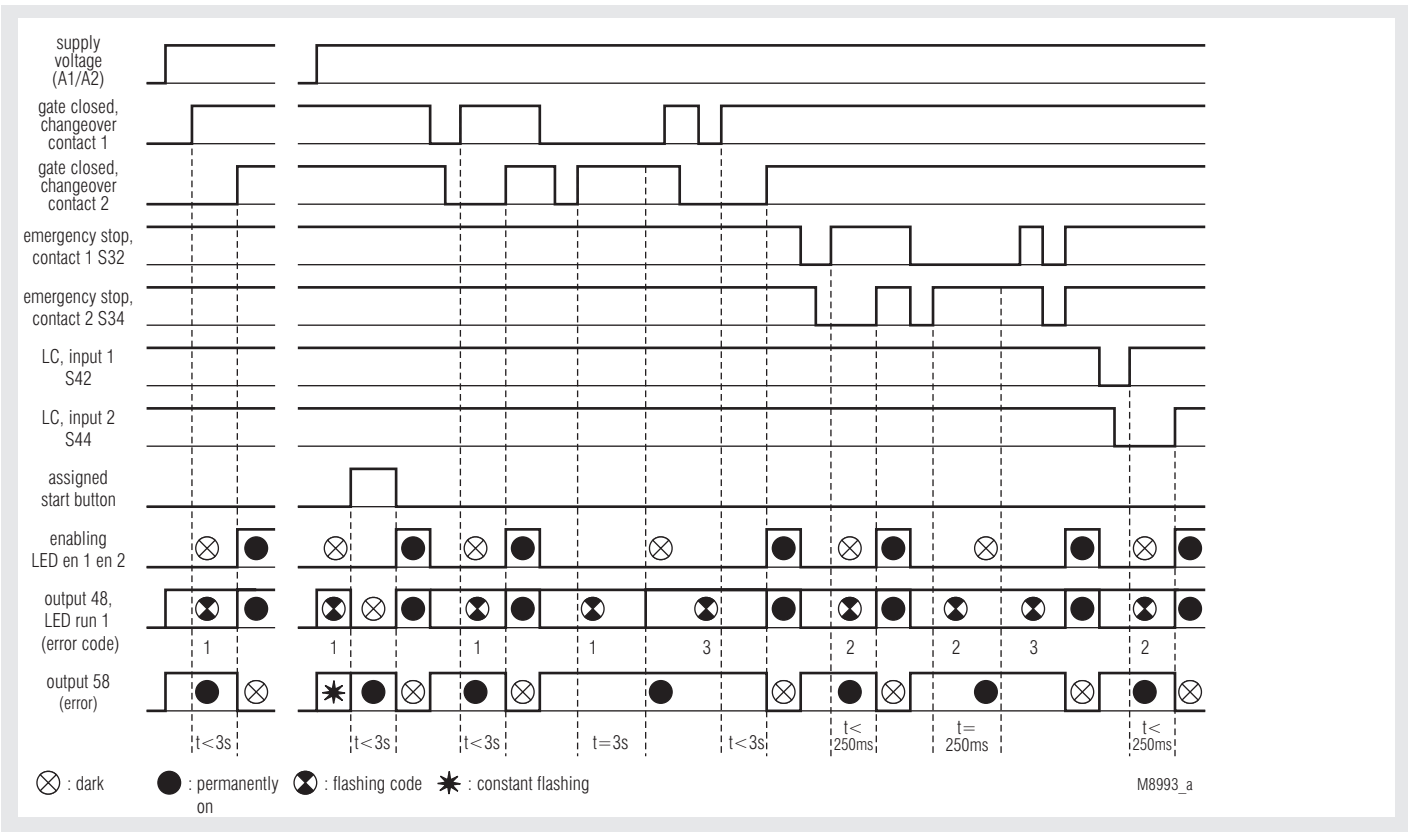 supply
voltage
(A1/A2)
gate closed,
changeover
contact 1
gate closed,
changeover
contact 2
emergency stop,
contact 1 S32
emergency stop,
contact 2 S34
LC, input 1
S42
LC, input 2
S44
assigned
start button
enabling
LED en 1 en 2
output 48,
LED run 1
(error code)
1 1 1 1 3 2 2 3 2
output 58
(error)
t<3s t<3s t<3s t=3s t<3s t< 250ms t= 250ms t< 250ms
: dark : permanently on : flashing code : constant flashing
M8993_a